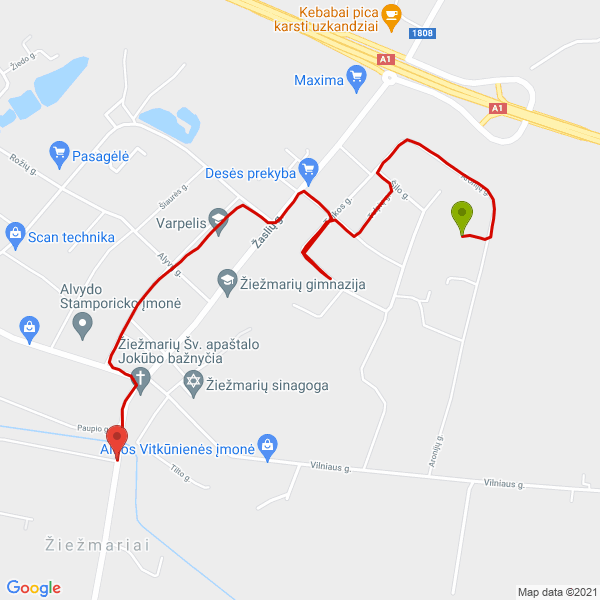 Kebabai pica
karsti uzkandziai
1808
A1
Maxima
A1
Žiedo g.
Pasagėlė
Rožių g.
Desės prekyba
Šilo g.
Šiaurės g.
Varpelis
Žaslių g.
Scan technika
Alyvų g.
Alvydo
Stamporicko įmonė
Žiežmarių gimnazija
Žiežmarių Šv. apaštalo
Jokūbo bažnyčia
Žiežmarių sinagoga
Paupio g.
Vitkūnienės įmonė
Tilto g.
Vilniaus g.
Aronijų g.
Vilniaus g.
Žiežmariai
Google
Map data ©2021